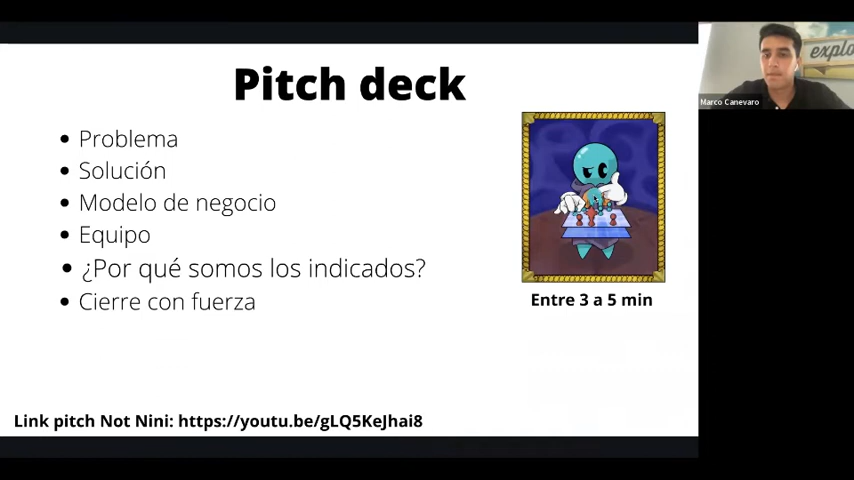 Pitch deck
Problema
Solución
Modelo de negocio
Equipo
¿Por qué somos los indicados?
Cierre con fuerza
Entre 3 a 5 min
Link pitch Not Nini: https://youtu.be/gLQ5KeJhai8
explo
Marco Canevaro